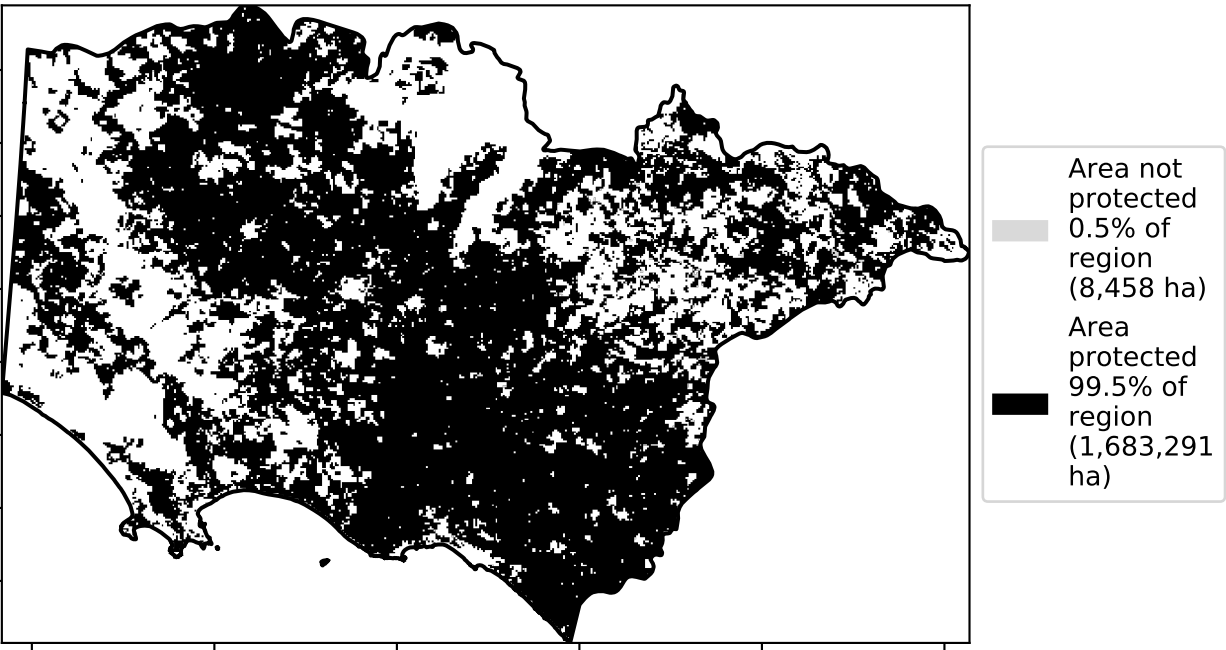 Area not
protected
0.5% of
region
(8,458 ha)
Area
protected
99.5% of
region
(1,683,291
ha)